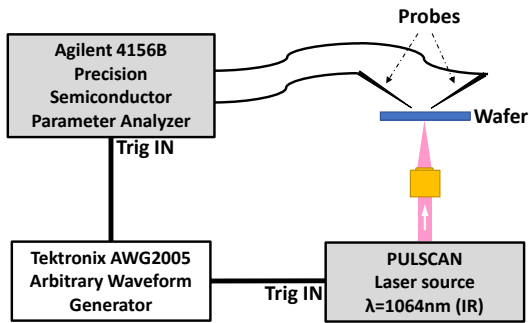 Probes
Agilent 4156B
Precision
Semiconductor
Parameter Analyzer
Wafer
Trig IN
Tektronix AWG2005
Arbitrary Waveform
Generator
Trig IN
PULSCAN
Laser source
λ=1064nm (IR)